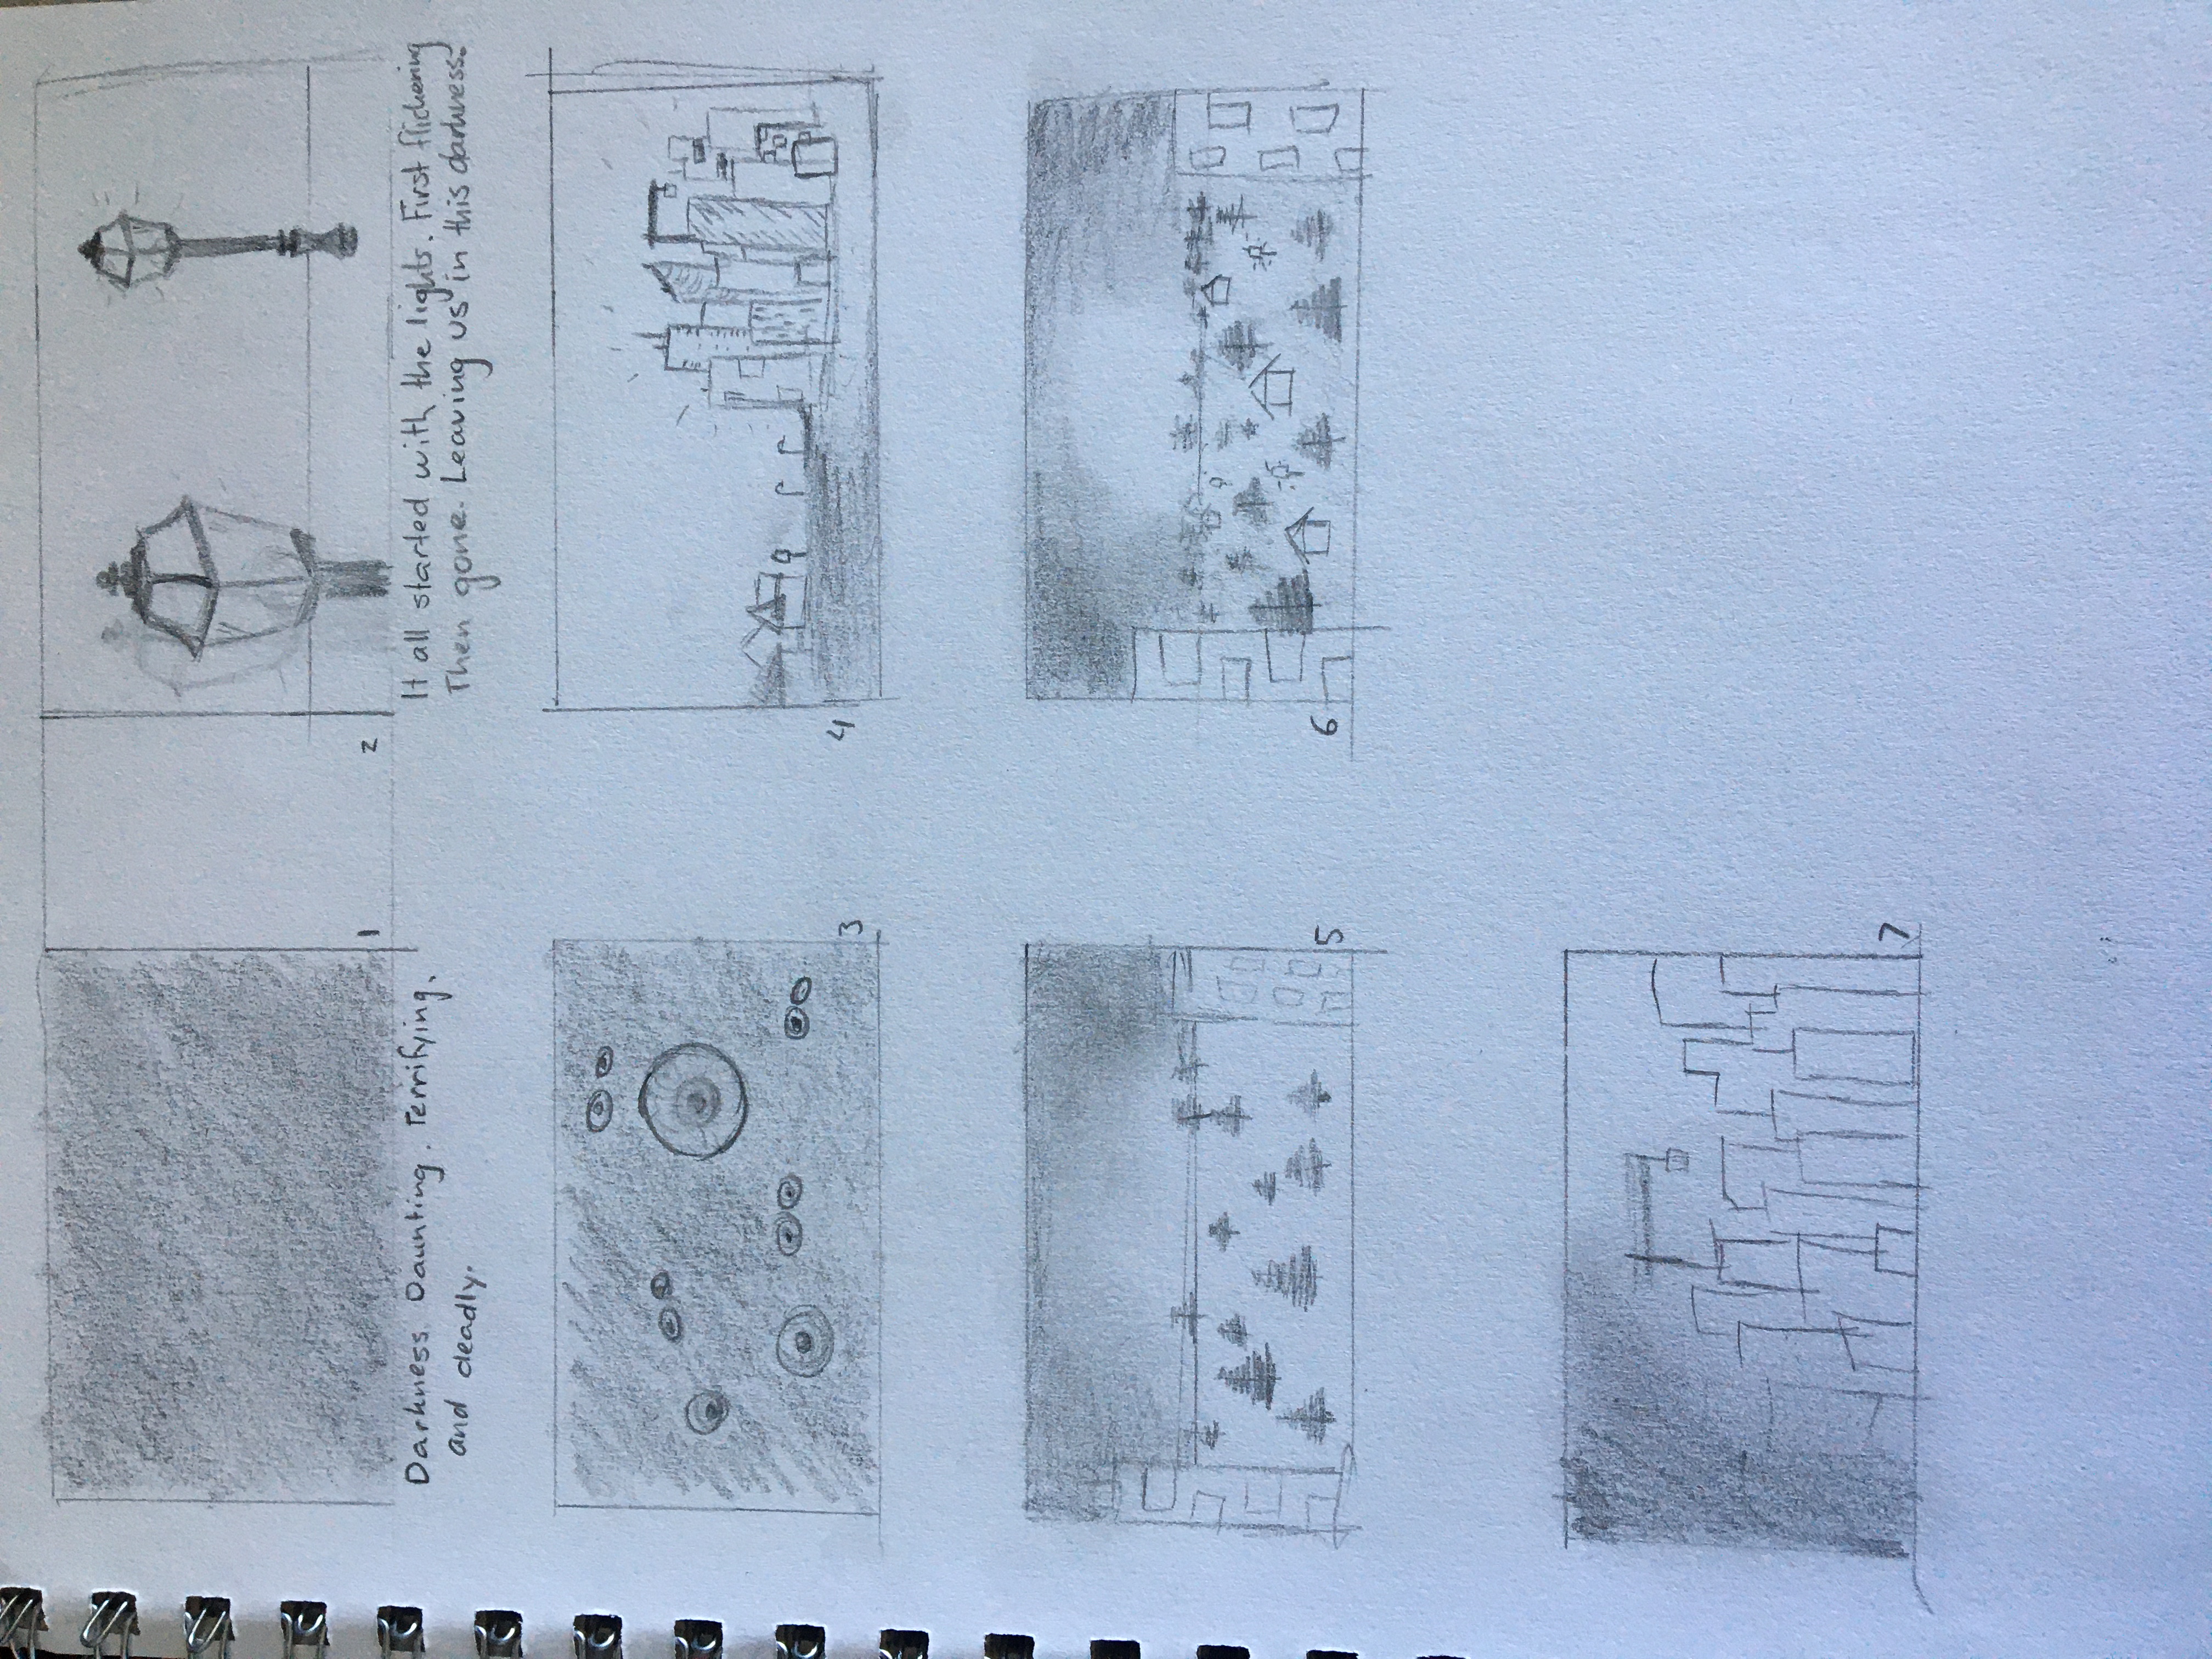 1
Darkness. Daunting. Terrifying.
and deadly.
2
It all started with the lights. First flickering
Then gone. Leaving us in this darkness.
3
4
5
6
7